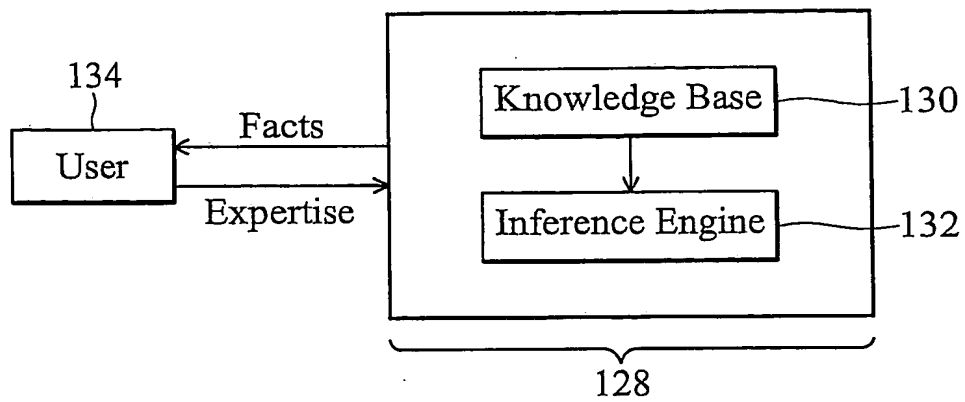 134
User
Facts
Expertise
Knowledge Base
130
Inference Engine
132
128